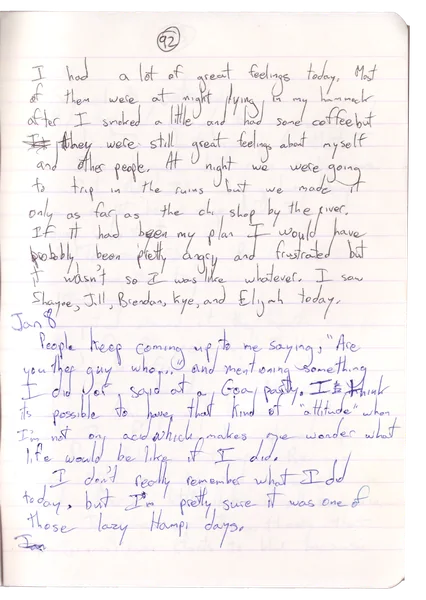 92
I had a lot of great feelings today. Most
of them were at night lying in my hammock
after I smoked a little and had some coffee but
they were still great feelings about myself
and other people. At night we were going
to trip in the ruins but we made it
only as far as the chi shop by the river.
If it had been my plan I would have
probably been pretty angry and frustrated but
it wasn't so I was like whatever. I saw
Jill, Brendan, Kye, and Elijah today.
Jan 8
People keep coming up to me saying, "Are
you the guy who..." and mentioning something
I did or said at a Goa party. I think
its possible to have that kind of "attitude" when
I'm not on acid which makes me wonder what
life would be like if I did.
I don't really remember what I did
today, but I'm pretty sure it was one of
those lazy Hampi days.